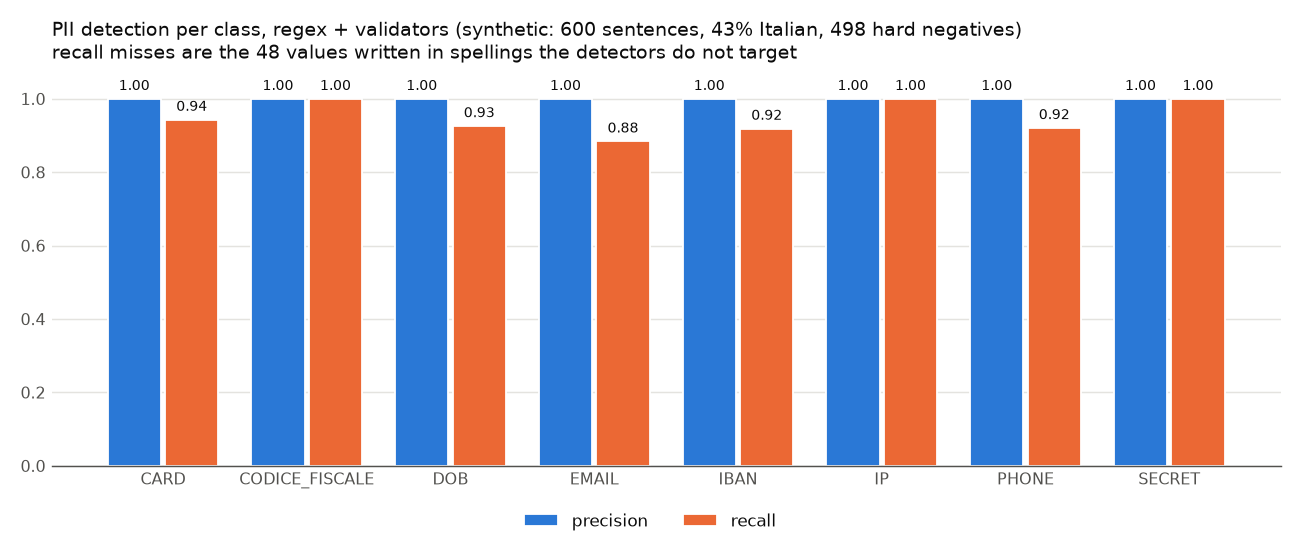 PII detection per class, regex + validators (synthetic: 600 sentences, 43% Italian, 498 hard negatives)
recall misses are the 48 values written in spellings the detectors do not target
1.00 0.94 1.00 1.00 1.00 0.93 1.00 0.88 1.00 0.92 1.00 1.00 1.00 0.92 1.00 1.00
1.0
0.8
0.6
0.4
0.2
0.0
CARD CODICE_FISCALE DOB EMAIL IBAN IP PHONE SECRET
precision recall